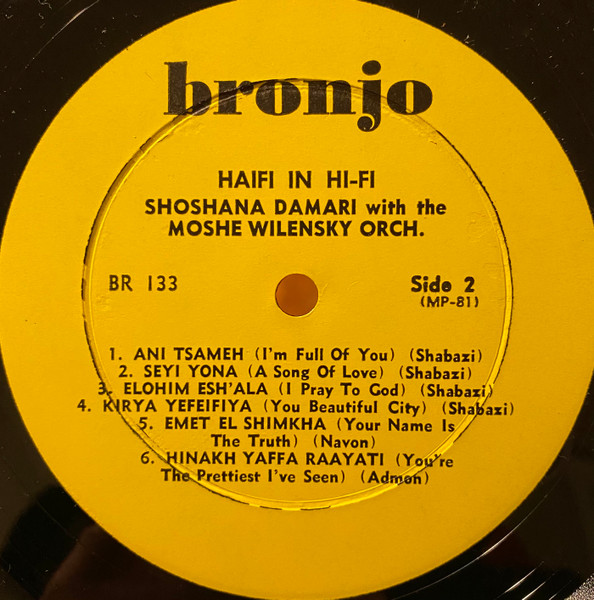 bronjo
HAIFI IN HI-FI
SHOSHANA DAMARI with the
MOSHE WILENSKY ORCH.
BR 133
Side 2
(MP-81)
1. ANI TSAMEH (I'm Full Of You) (Shabazi)
2. SEYI YONA (A Song Of Love) (Shabazi)
3. ELOHIM ESH'ALA (I Pray To God) (Shabazi)
4. KIRYA YEFEIFIYA (You Beautiful City) (Shabazi)
5. EMET EL SHIMKHA (Your Name Is
The Truth) (Navon)
6. HINAKH YAFFA RAAYATI (You're
The Prettiest I've Seen) (Admon)